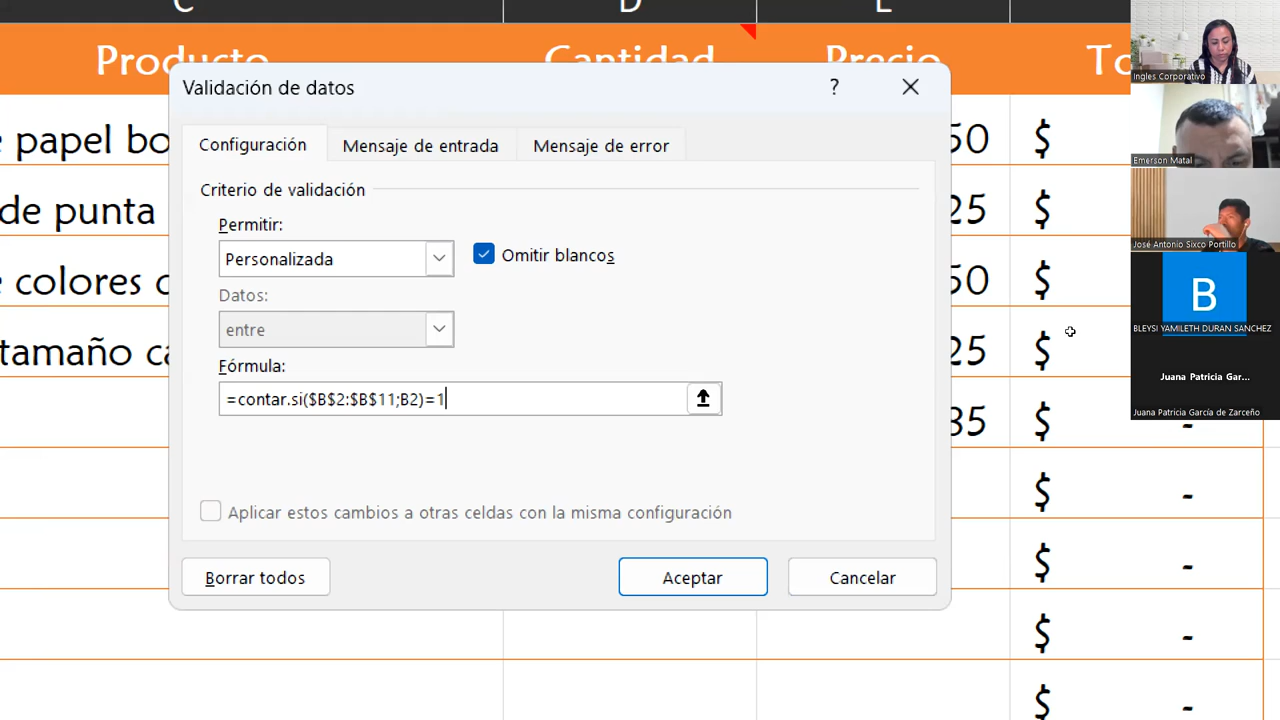 C D E
Producto Cantidad Precio To
Validación de datos ?
Configuración Mensaje de entrada Mensaje de error
Criterio de validación
Permitir:
Personalizada Omitir blancos
Datos:
entre
Fórmula:
=contar.si($B$2:$B$11;B2)=1
Aplicar estos cambios a otras celdas con la misma configuración
Borrar todos Aceptar Cancelar
e papel bo 50 $
de punta 25 $
e colores 50 $
tamaño ca 25 $
35 $ -
$ -
$ -
$ -
$ -
Ingles Corporativo
Emerson Matal
José Antonio Sixco Portillo
B
BLEYSI YAMILETH DURAN SANCHEZ
Juana Patricia Gar...
Juana Patricia García de Zarceño